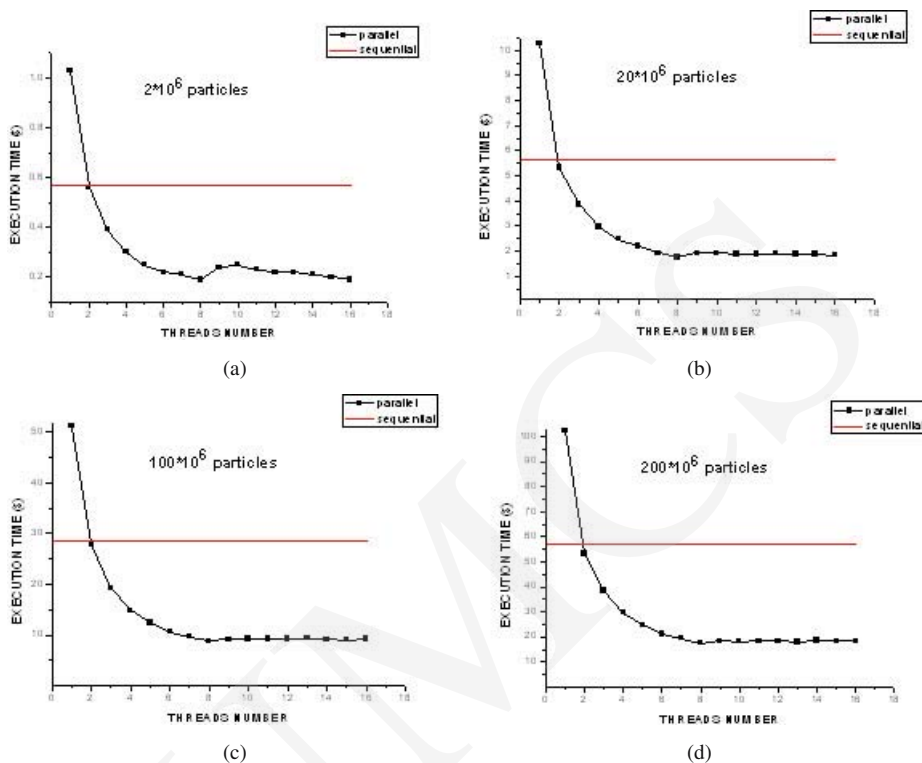 parallel
sequential
2*10^6 particles
1.0
0.8
0.6
0.4
0.2
EXECUTION TIME (s)
0 2 4 6 8 10 12 14 16 18
THREADS NUMBER
(a)
parallel
sequential
20*10^6 particles
10
9
8
7
6
5
4
3
2
1
EXECUTION TIME (s)
0 2 4 6 8 10 12 14 16 18
THREADS NUMBER
(b)
parallel
sequential
100*10^6 particles
50
40
30
20
10
EXECUTION TIME (s)
0 2 4 6 8 10 12 14 16 18
THREADS NUMBER
(c)
parallel
sequential
200*10^6 particles
100
90
80
70
60
50
40
30
20
10
EXECUTION TIME (s)
0 2 4 6 8 10 12 14 16 18
THREADS NUMBER
(d)
UMCS